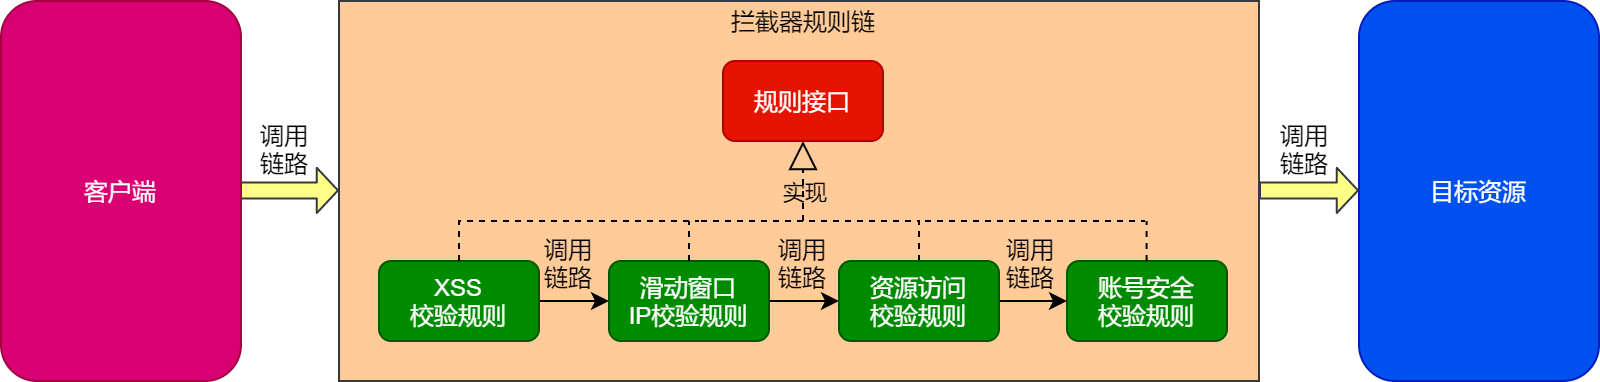 拦截器规则链
规则接口
调用
链路
调用
链路
客户端
实现
目标资源
调用
链路
调用
链路
调用
链路
XSS
校验规则
滑动窗口
IP校验规则
资源访问
校验规则
账号安全
校验规则